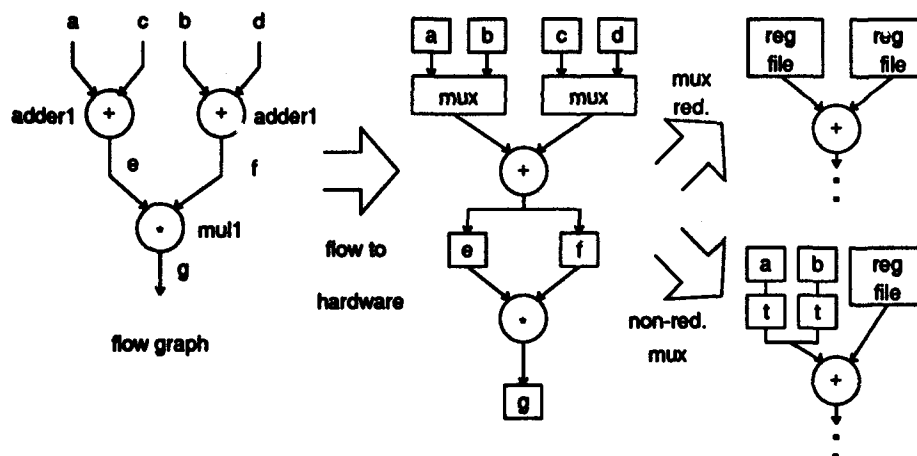 a c b d
adder1 + + adder1
e f
* mul1
g
flow graph
flow to
hardware
a b c d
mux mux
+
e f
*
g
mux
red.
non-red.
mux
reg
file
reg
file
+
a b
t t
reg
file
+